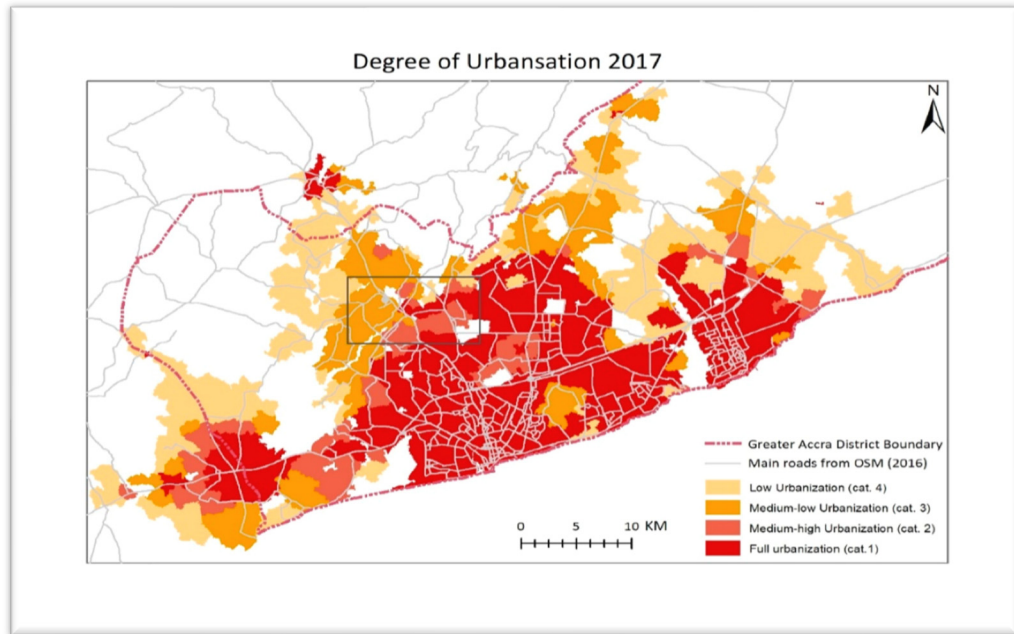 Degree of Urbansation 2017
N
Greater Accra District Boundary
Main roads from OSM (2016)
Low Urbanization (cat. 4)
Medium-low Urbanization (cat. 3)
Medium-high Urbanization (cat. 2)
Full urbanization (cat.1)
0 5 10 KM